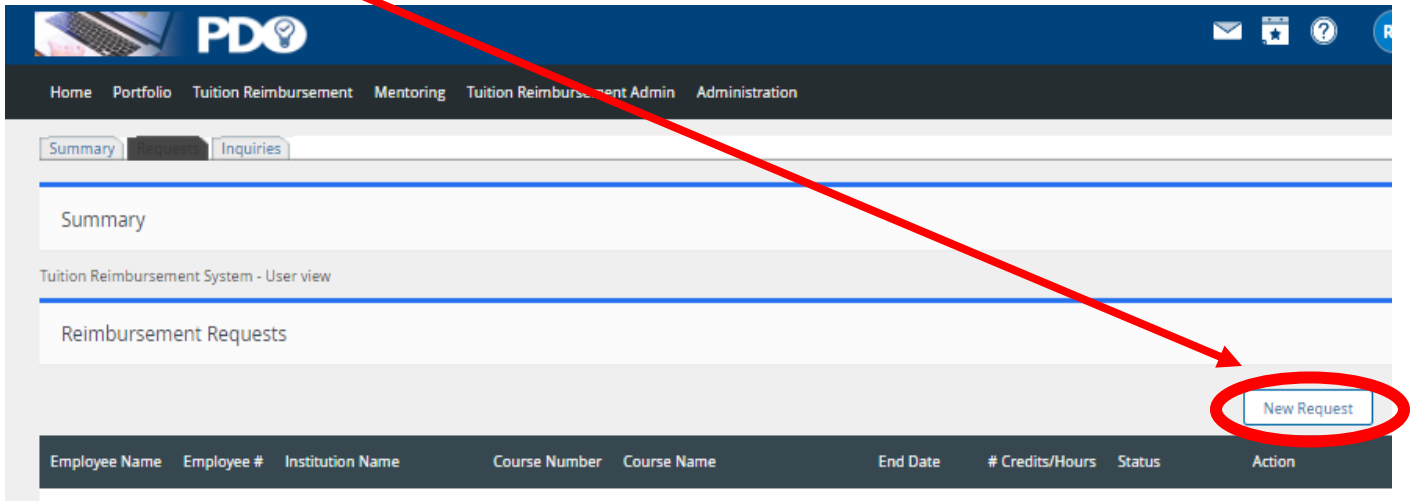 PDO
R
Home Portfolio Tuition Reimbursement Mentoring Tuition Reimbursement Admin Administration
Summary Requests Inquiries
Summary
Tuition Reimbursement System - User view
Reimbursement Requests
New Request
Employee Name Employee # Institution Name Course Number Course Name End Date # Credits/Hours Status Action